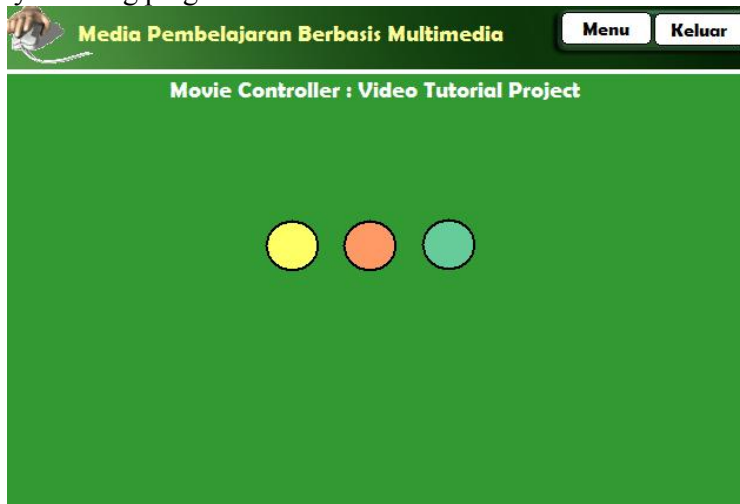 Media Pembelajaran Berbasis Multimedia
Menu
Keluar
Movie Controller : Video Tutorial Project